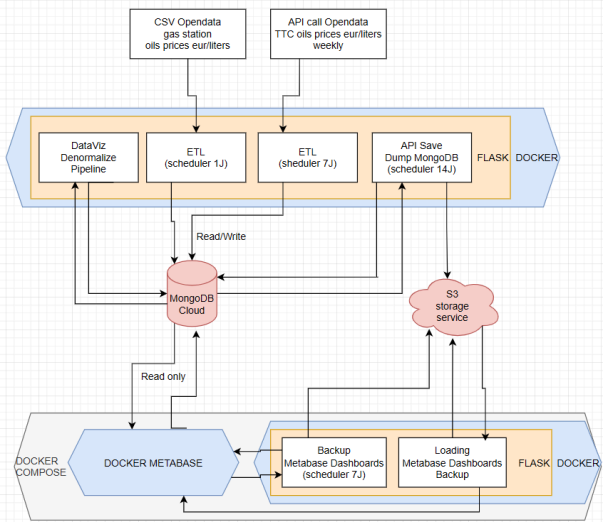 CSV Opendata
gas station
oils prices eur/liters
API call Opendata
TTC oils prices eur/liters
weekly
DataViz
Denormalize
Pipeline
ETL
(scheduler 1J)
ETL
(sheduler 7J)
API Save
Dump MongoDB
(scheduler 14J)
FLASK
DOCKER
Read/Write
MongoDB
Cloud
S3
storage
service
Read only
DOCKER
COMPOSE
DOCKER METABASE
Backup
Metabase Dashboards
(scheduler 7J)
Loading
Metabase Dashboards
Backup
FLASK
DOCKER